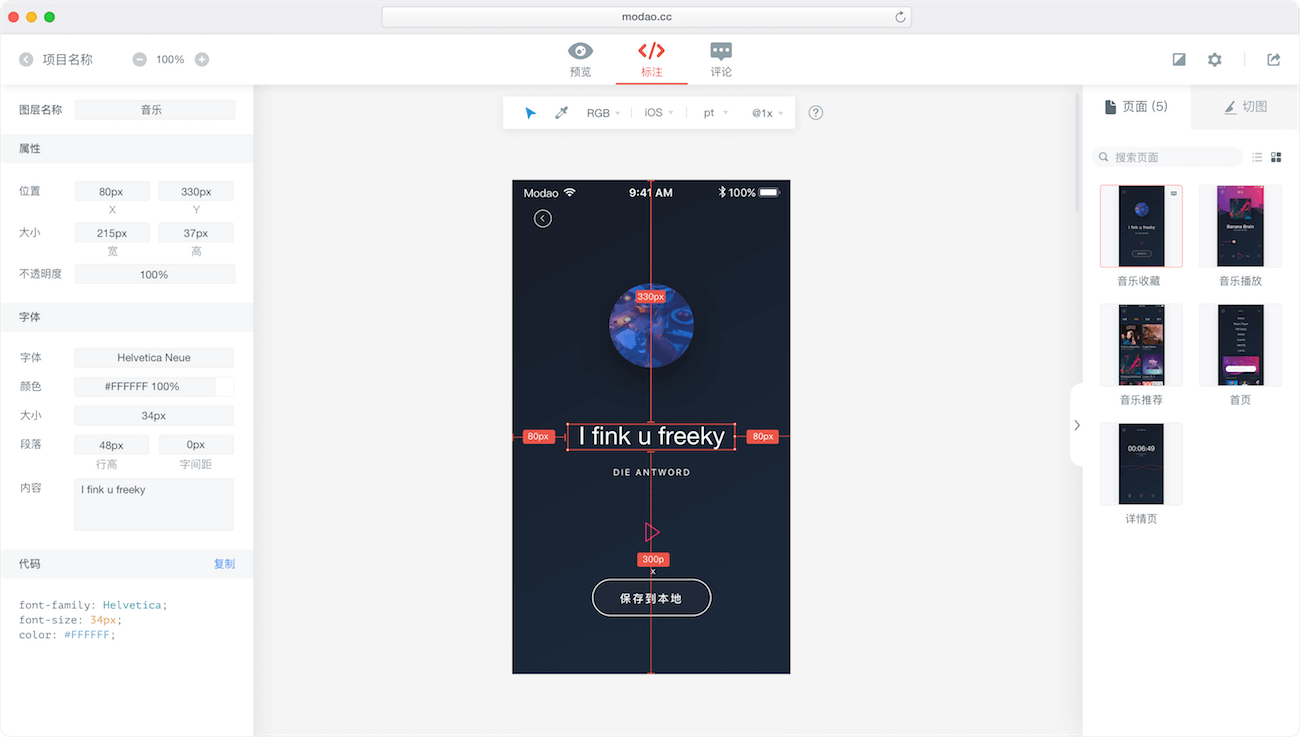 modao.cc
项目名称
100%
预览
标注
评论
图层名称
音乐
属性
位置
80px
330px
X
Y
大小
215px
37px
宽
高
不透明度
100%
字体
字体
Helvetica Neue
颜色
#FFFFFF 100%
大小
34px
段落
48px
0px
行高
字间距
内容
I fink u freeky
代码
复制
font-family: Helvetica;
font-size: 34px;
color: #FFFFFF;
RGB
iOS
pt
@1x
?
Modao
9:41 AM
100%
330px
80px
I fink u freeky
80px
DIE ANTWORD
300p
x
保存到本地
页面 (5)
切图
搜索页面
I fink u freeky
音乐收藏
Banana Brain
音乐播放
音乐推荐
首页
00:06:49
详情页